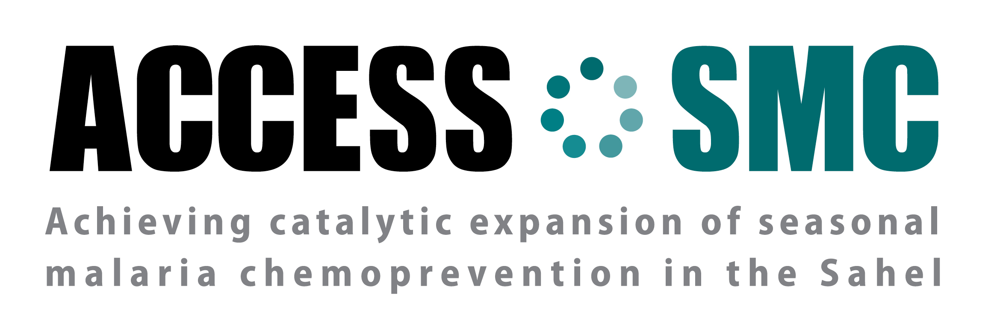 ACCESS SMC
Achieving catalytic expansion of seasonal
malaria chemoprevention in the Sahel